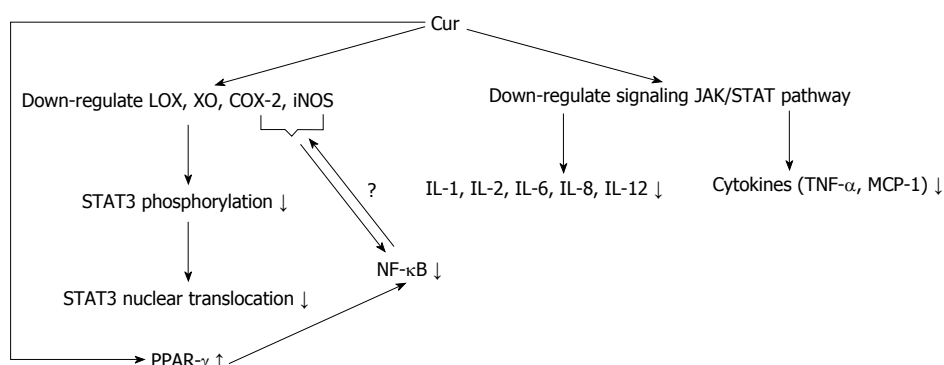 Cur
Down-regulate LOX, XO, COX-2, iNOS
Down-regulate signaling JAK/STAT pathway
?
IL-1, IL-2, IL-6, IL-8, IL-12 ↓
Cytokines (TNF-α, MCP-1) ↓
STAT3 phosphorylation ↓
NF-κB ↓
STAT3 nuclear translocation ↓
PPAR-γ ↑